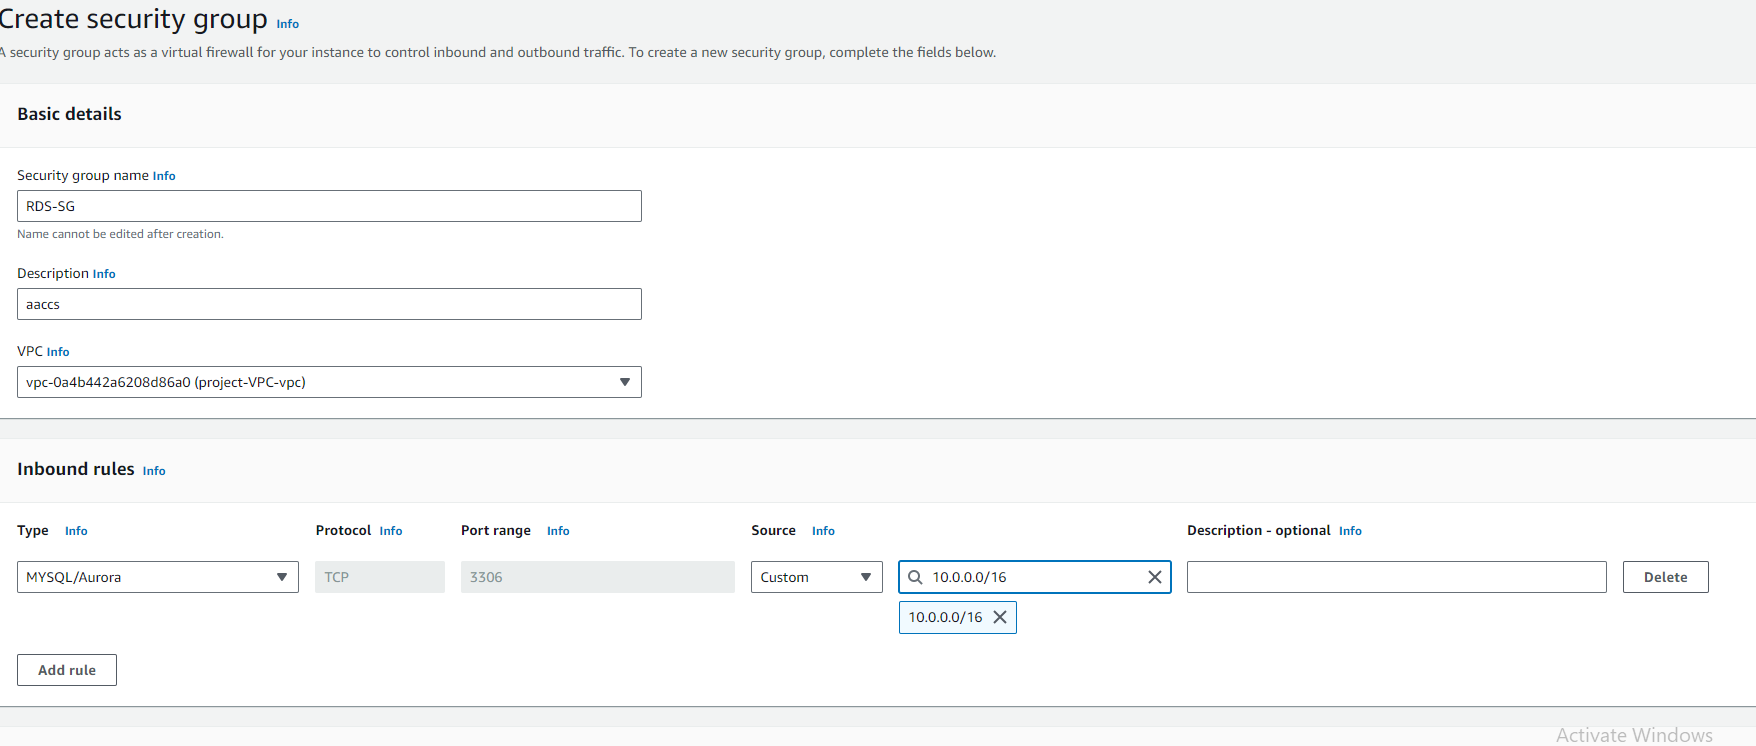 Create security group Info
A security group acts as a virtual firewall for your instance to control inbound and outbound traffic. To create a new security group, complete the fields below.
Basic details
Security group name Info
RDS-SG
Name cannot be edited after creation.
Description Info
aaccs
VPC Info
vpc-0a4b442a6208d86a0 (project-VPC-vpc)
Inbound rules Info
Type Info Protocol Info Port range Info Source Info Description - optional Info
MYSQL/Aurora TCP 3306 Custom 10.0.0.0/16 Delete
10.0.0.0/16
Add rule
Activate Windows